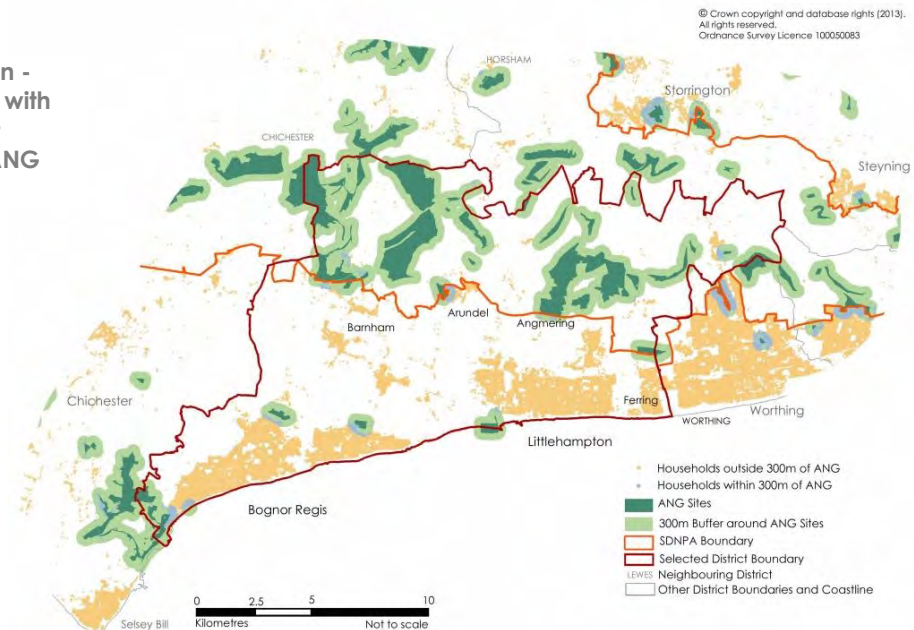 © Crown copyright and database rights (2013).
All rights reserved.
Ordnance Survey Licence 100050083
n -
with
ANG
HORSHAM
Storrington
CHICHESTER
Steyning
Arundel
Barnham
Angmering
Chichester
Ferring
Worthing
WORTHING
Littlehampton
Bognor Regis
Selsey Bill
Households outside 300m of ANG
Households within 300m of ANG
ANG Sites
300m Buffer around ANG Sites
SDNPA Boundary
Selected District Boundary
LEWES Neighbouring District
Other District Boundaries and Coastline
0 2.5 5 10
Kilometres Not to scale